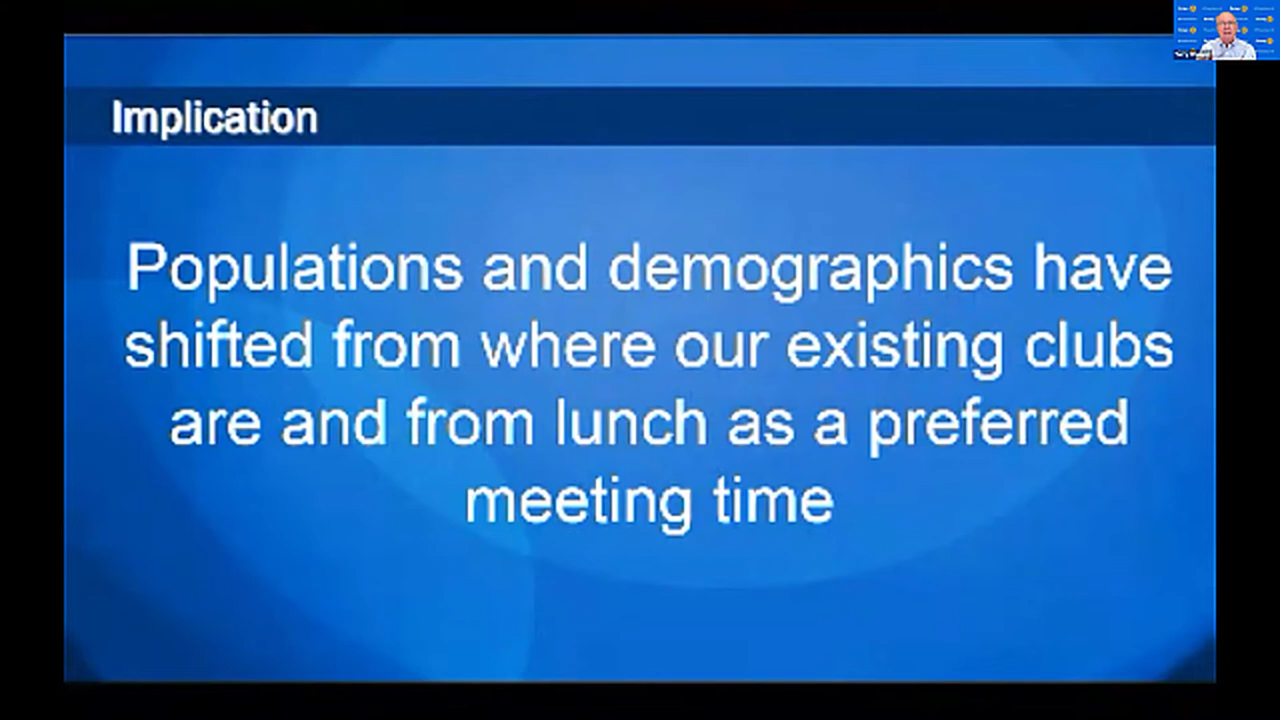 Implication
Populations and demographics have
shifted from where our existing clubs
are and from lunch as a preferred
meeting time